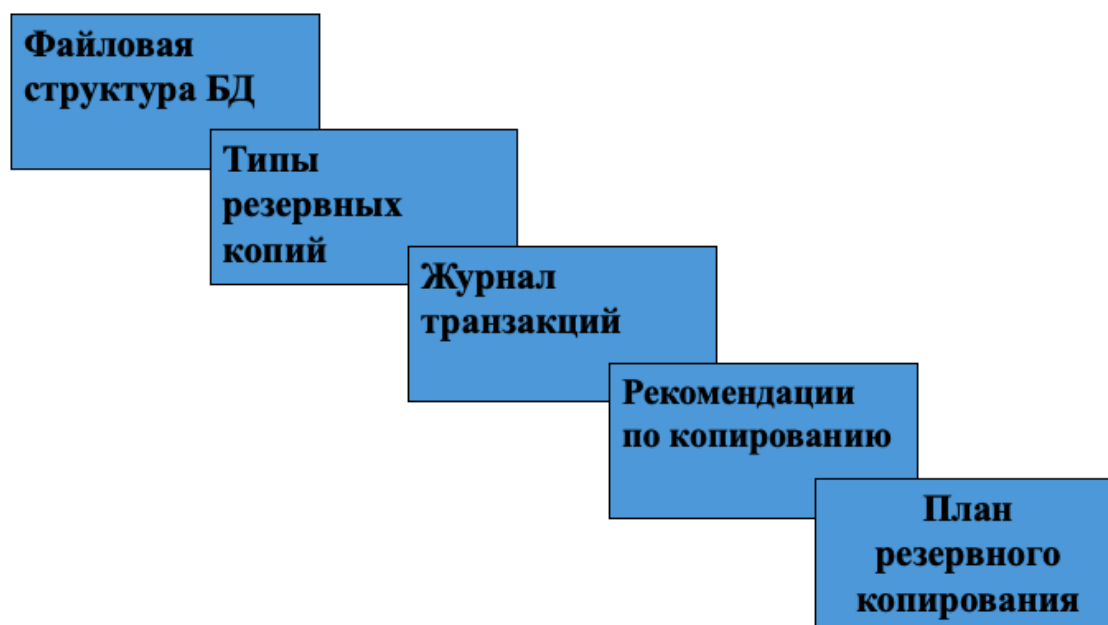 Файловая
структура БД
Типы
резервных
копий
Журнал
транзакций
Рекомендации
по копированию
План
резервного
копирования